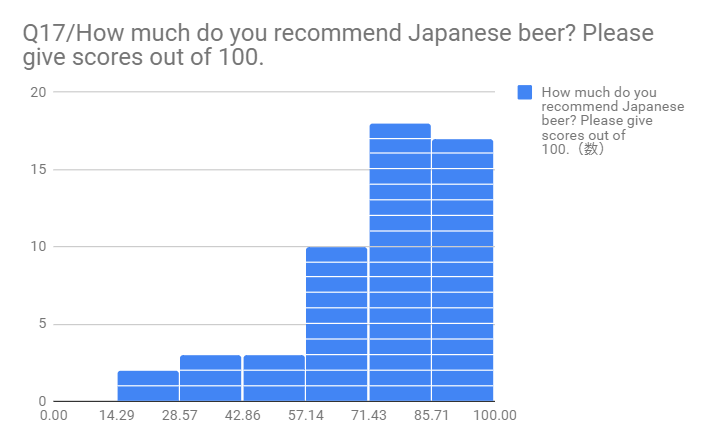 Q17/How much do you recommend Japanese beer? Please
give scores out of 100.
20
15
10
5
0
0.00 14.29 28.57 42.86 57.14 71.43 85.71 100.00
How much do you
recommend Japanese
beer? Please give
scores out of
100.（数）